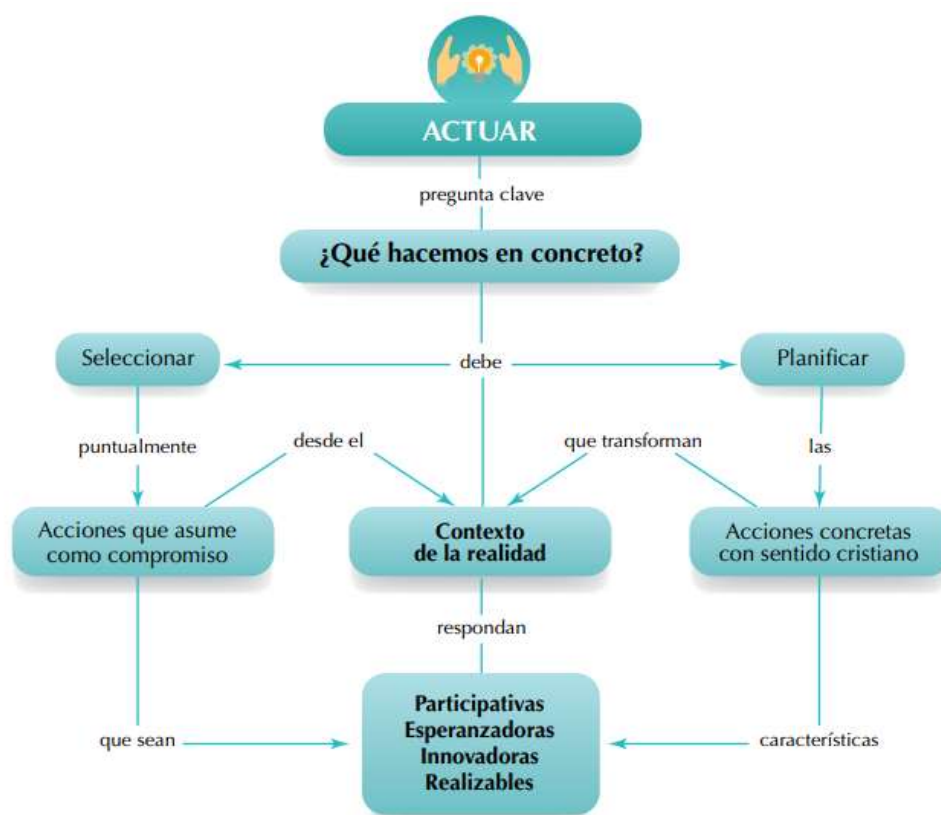 ACTUAR
pregunta clave
¿Qué hacemos en concreto?
Seleccionar
debe
Planificar
puntualmente
desde el
que transforman
las
Acciones que asume
como compromiso
Contexto
de la realidad
Acciones concretas
con sentido cristiano
respondan
Participativas
Esperanzadoras
Innovadoras
Realizables
que sean
características